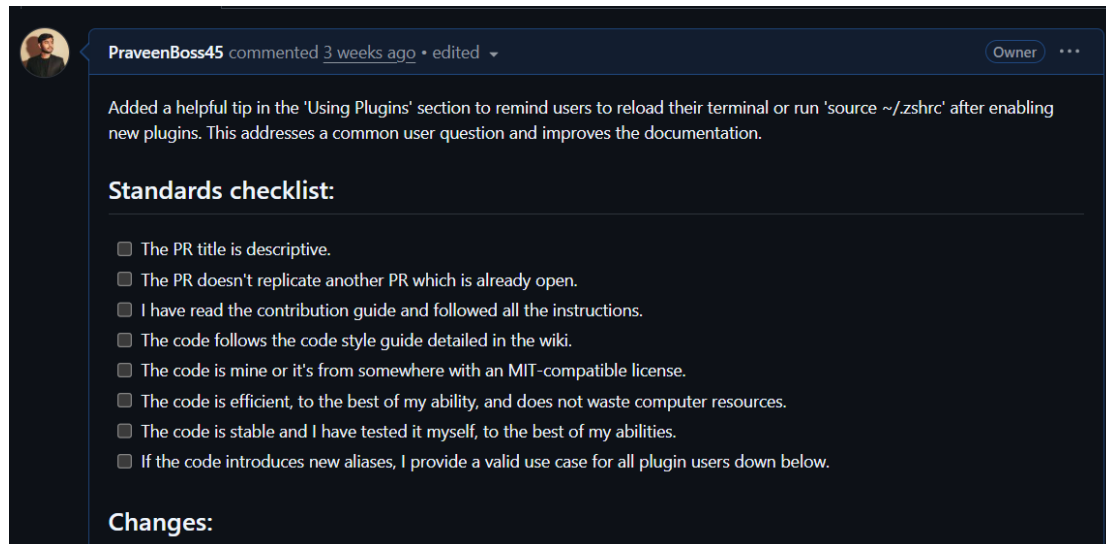 PraveenBoss45 commented 3 weeks ago • edited
Owner
Added a helpful tip in the 'Using Plugins' section to remind users to reload their terminal or run 'source ~/.zshrc' after enabling
new plugins. This addresses a common user question and improves the documentation.
Standards checklist:
The PR title is descriptive.
The PR doesn't replicate another PR which is already open.
I have read the contribution guide and followed all the instructions.
The code follows the code style guide detailed in the wiki.
The code is mine or it's from somewhere with an MIT-compatible license.
The code is efficient, to the best of my ability, and does not waste computer resources.
The code is stable and I have tested it myself, to the best of my abilities.
If the code introduces new aliases, I provide a valid use case for all plugin users down below.
Changes: